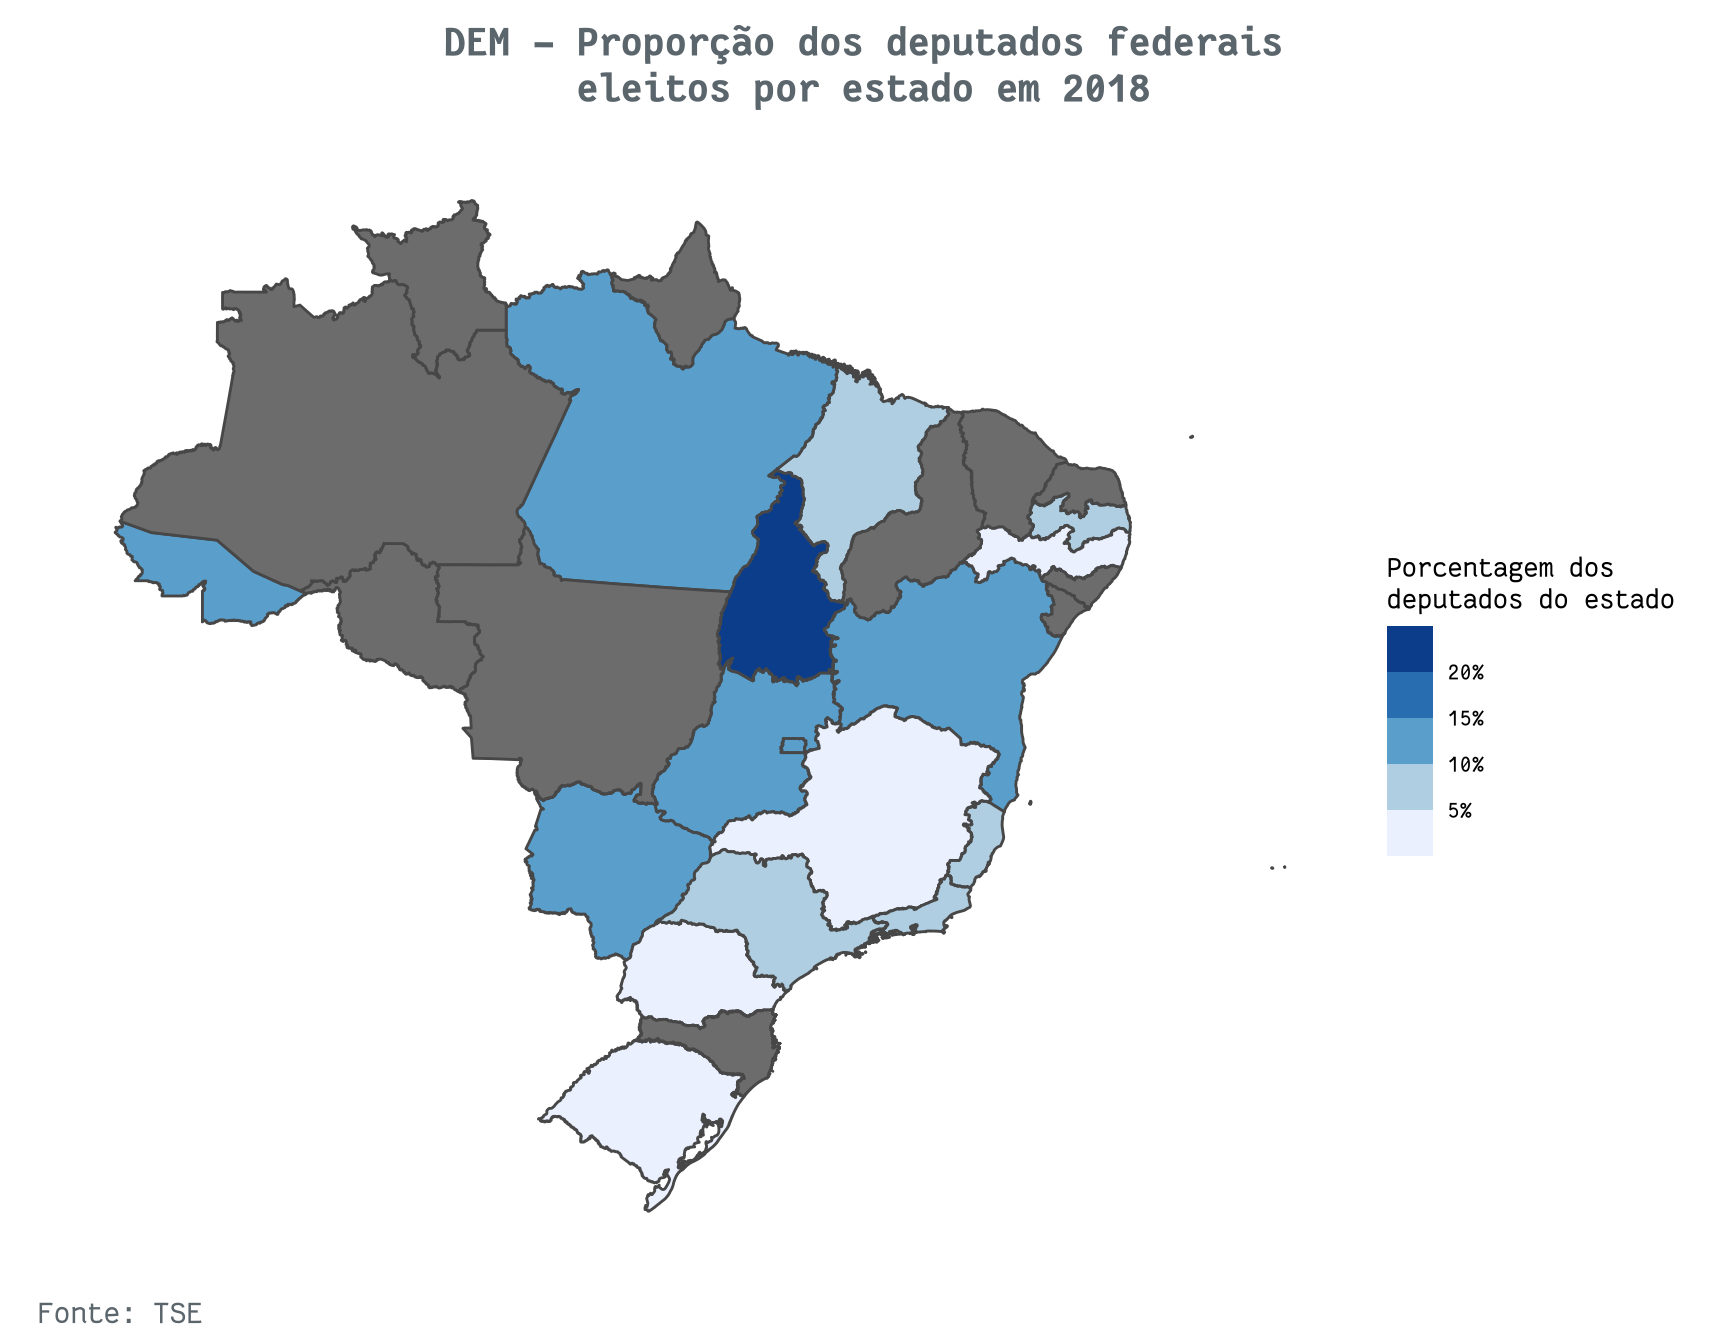 DEM – Proporção dos deputados federais
eleitos por estado em 2018
Porcentagem dos
deputados do estado
20%
15%
10%
5%
Fonte: TSE